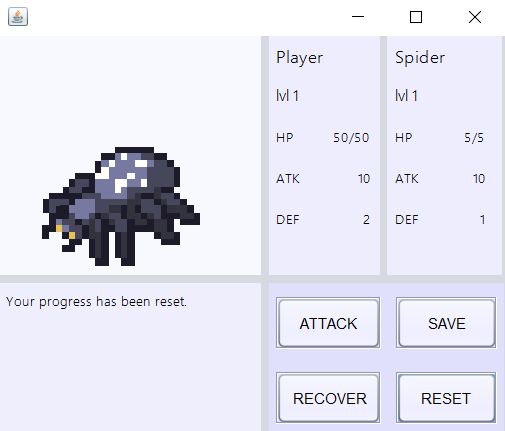 Player
lvl 1
HP 50/50
ATK 10
DEF 2
Spider
lvl 1
HP 5/5
ATK 10
DEF 1
Your progress has been reset.
ATTACK
SAVE
RECOVER
RESET